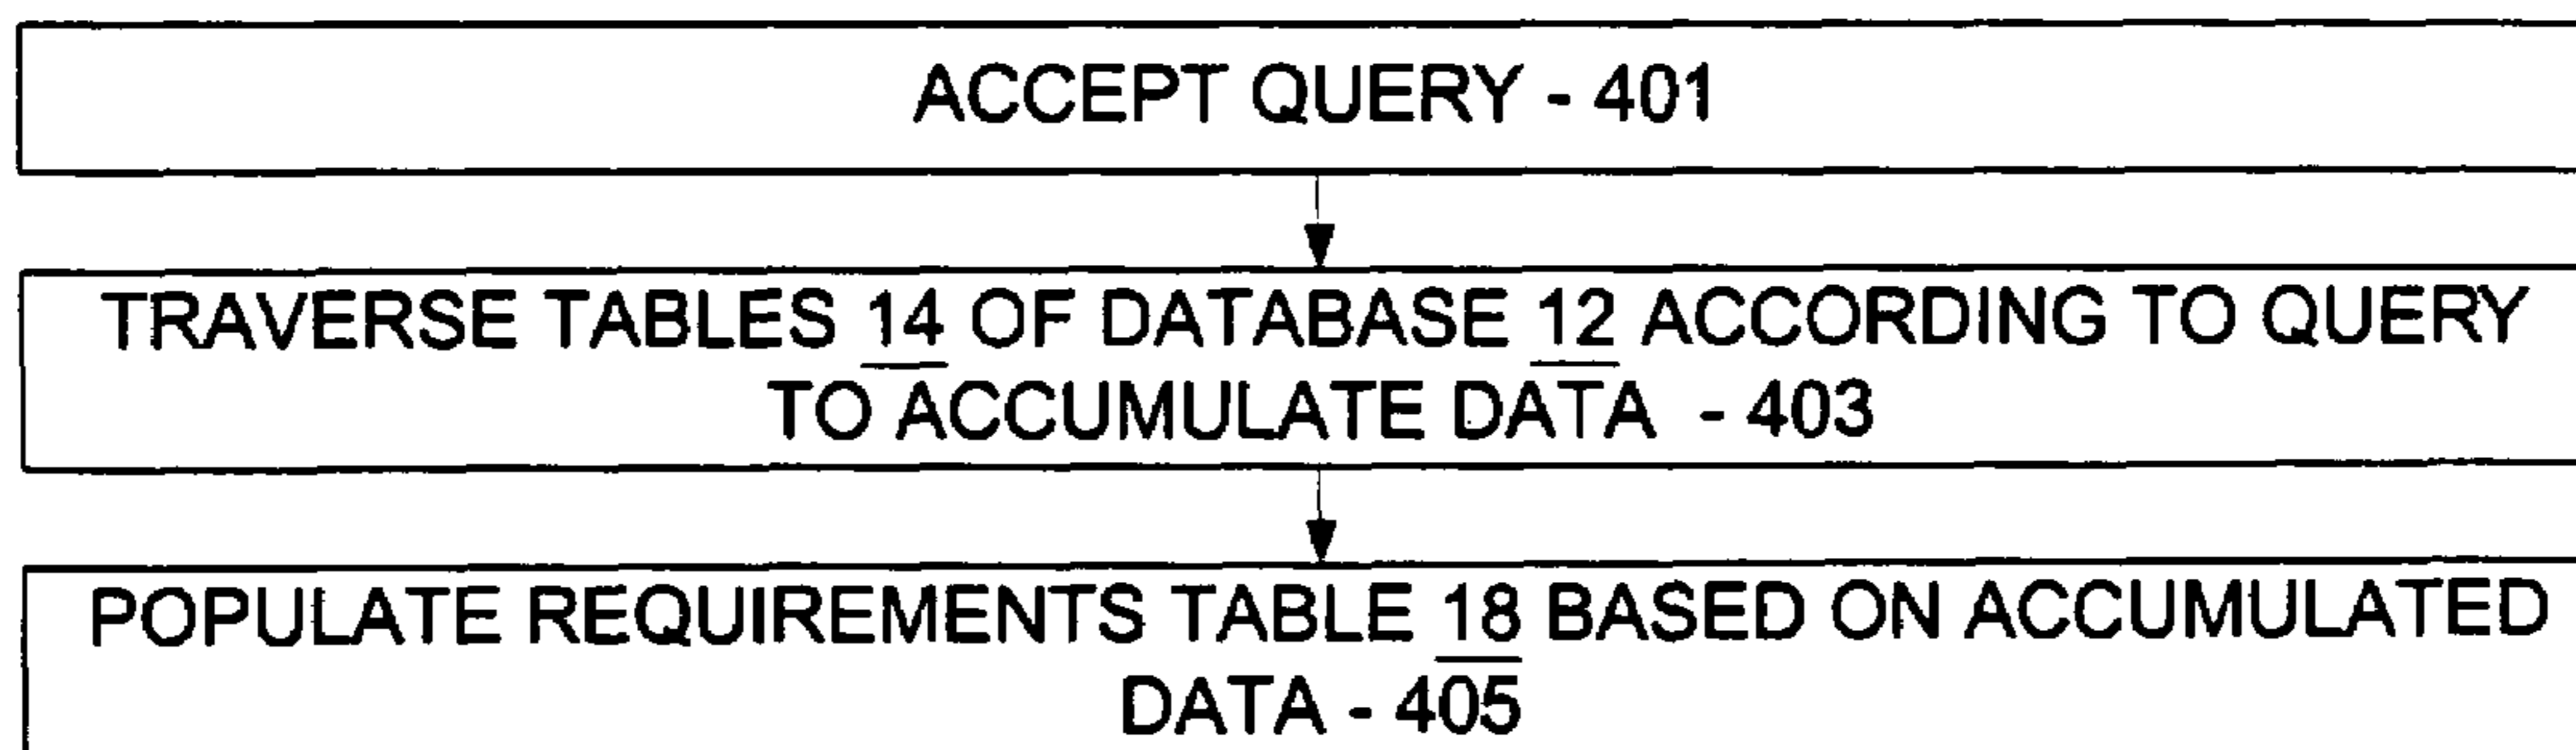 ACCEPT QUERY - 401
TRAVERSE TABLES 14 OF DATABASE 12 ACCORDING TO QUERY
TO ACCUMULATE DATA - 403
POPULATE REQUIREMENTS TABLE 18 BASED ON ACCUMULATED
DATA - 405